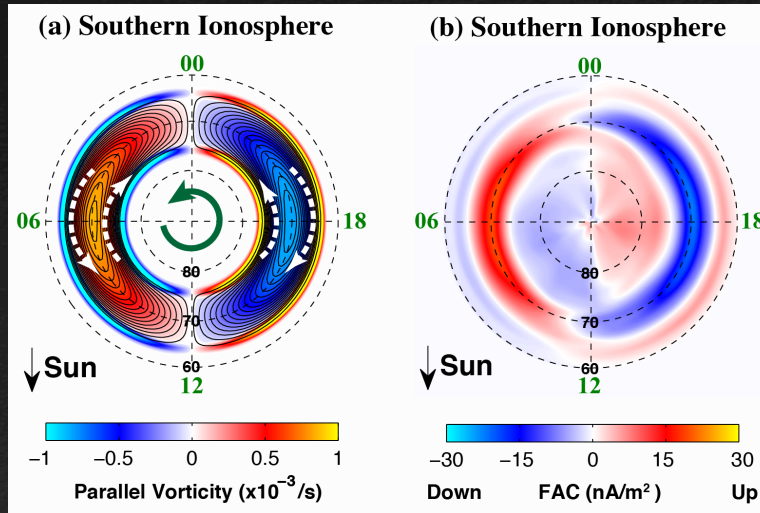 (a) Southern Ionosphere
00
06
18
80
70
60
12
Sun
−1 −0.5 0 0.5 1
Parallel Vorticity (x10⁻³/s)
(b) Southern Ionosphere
00
06
18
80
70
60
12
Sun
−30 −15 0 15 30
Down FAC (nA/m²) Up